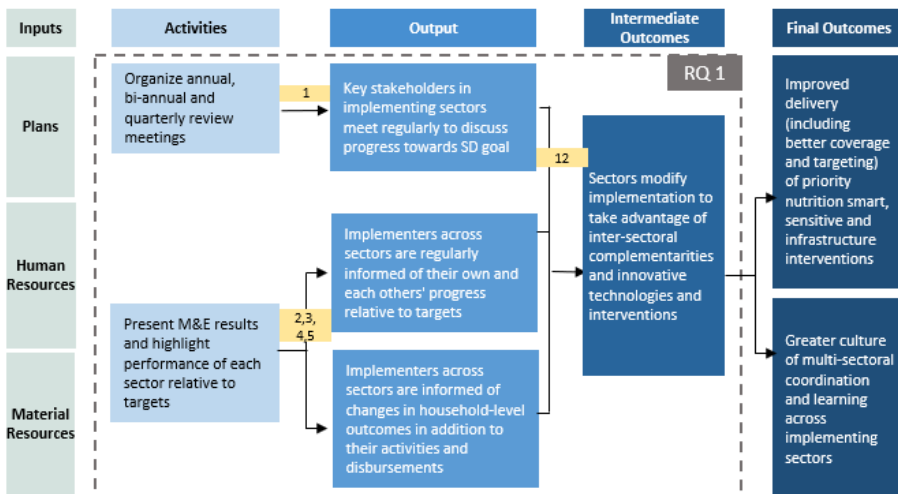 Inputs
Activities
Output
Intermediate
Outcomes
Final Outcomes
RQ 1
Plans
Human
Resources
Material
Resources
Organize annual,
bi-annual and
quarterly review
meetings
1
Key stakeholders in
implementing sectors
meet regularly to discuss
progress towards SD goal
12
Present M&E results
and highlight
performance of each
sector relative to
targets
2,3,
4,5
Implementers across
sectors are regularly
informed of their own and
each others' progress
relative to targets
Implementers across
sectors are informed of
changes in household-level
outcomes in addition to
their activities and
disbursements
Sectors modify
implementation to
take advantage of
inter-sectoral
complementarities
and innovative
technologies and
interventions
Improved
delivery
(including
better coverage
and targeting)
of priority
nutrition smart,
sensitive and
infrastructure
interventions
Greater culture
of multi-sectoral
coordination
and learning
across
implementing
sectors